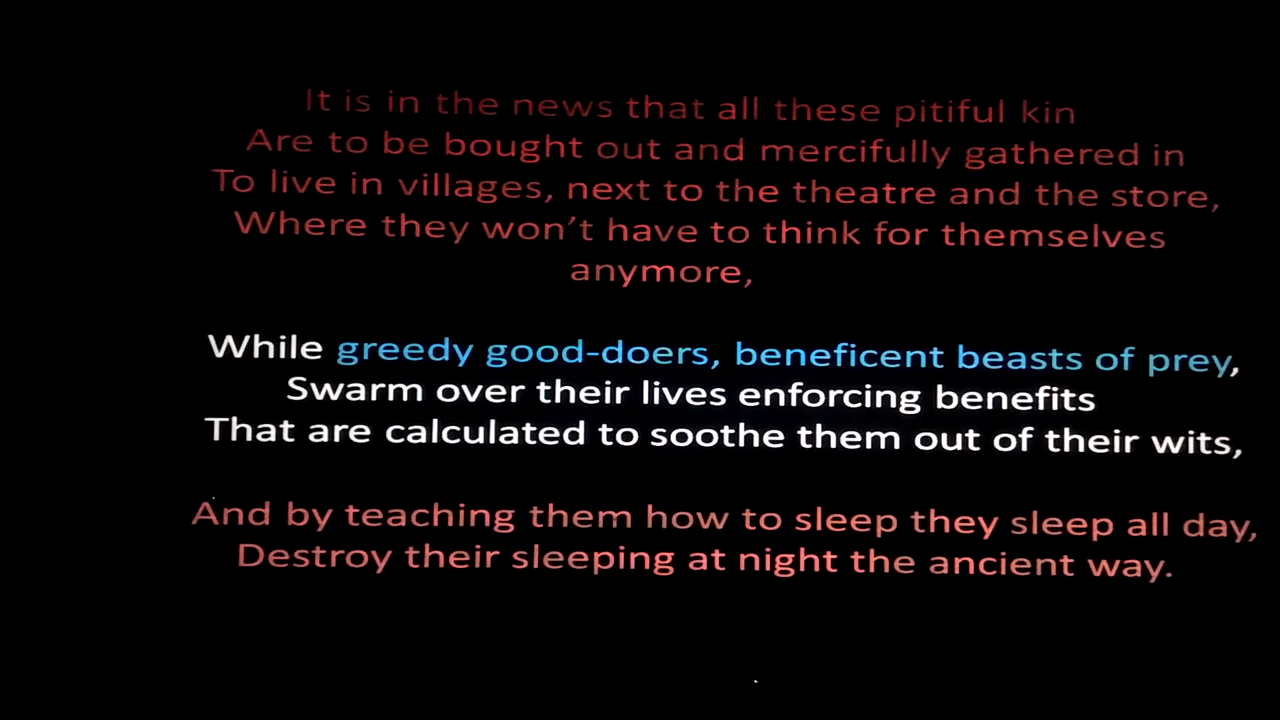 It is in the news that all these pitiful kin
Are to be bought out and mercifully gathered in
To live in villages, next to the theatre and the store,
Where they won’t have to think for themselves
anymore,
While greedy good-doers, beneficent beasts of prey,
Swarm over their lives enforcing benefits
That are calculated to soothe them out of their wits,
And by teaching them how to sleep they sleep all day,
Destroy their sleeping at night the ancient way.